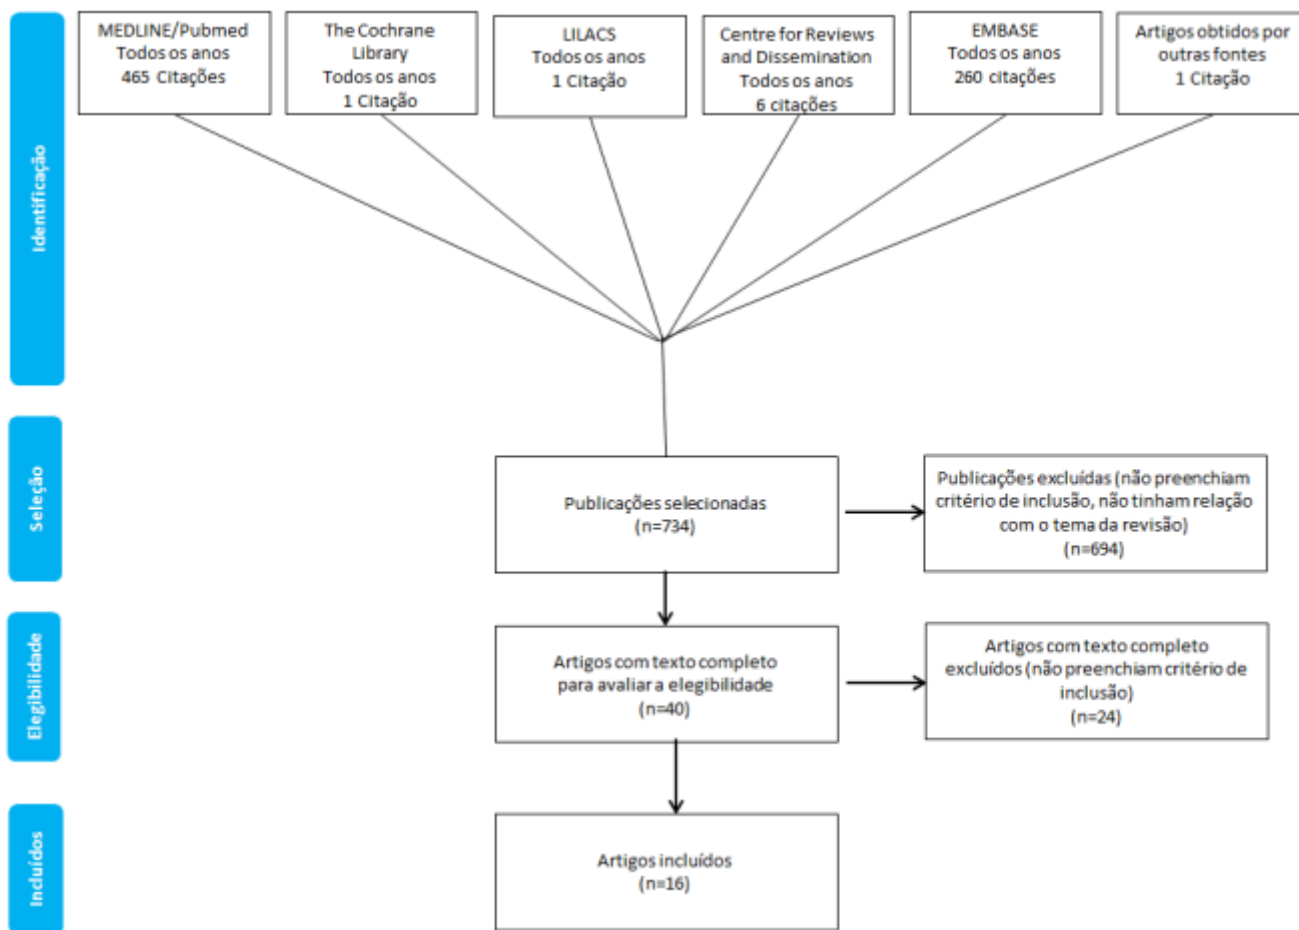 MEDLINE/Pubmed
Todos os anos
465 Citações
The Cochrane
Library
Todos os anos
1 Citação
LILACS
Todos os anos
1 Citação
Centre for Reviews
and Dissemination
Todos os anos
6 citações
EMBASE
Todos os anos
260 citações
Artigos obtidos por
outras fontes
1 Citação
Identificação
Seleção
Publicações selecionadas
(n=734)
Publicações excluídas (não preenchiam
critério de inclusão, não tinham relação
com o tema da revisão)
(n=694)
Elegibilidade
Artigos com texto completo
para avaliar a elegibilidade
(n=40)
Artigos com texto completo
excluídos (não preenchiam critério de
inclusão)
(n=24)
Incluídos
Artigos incluídos
(n=16)